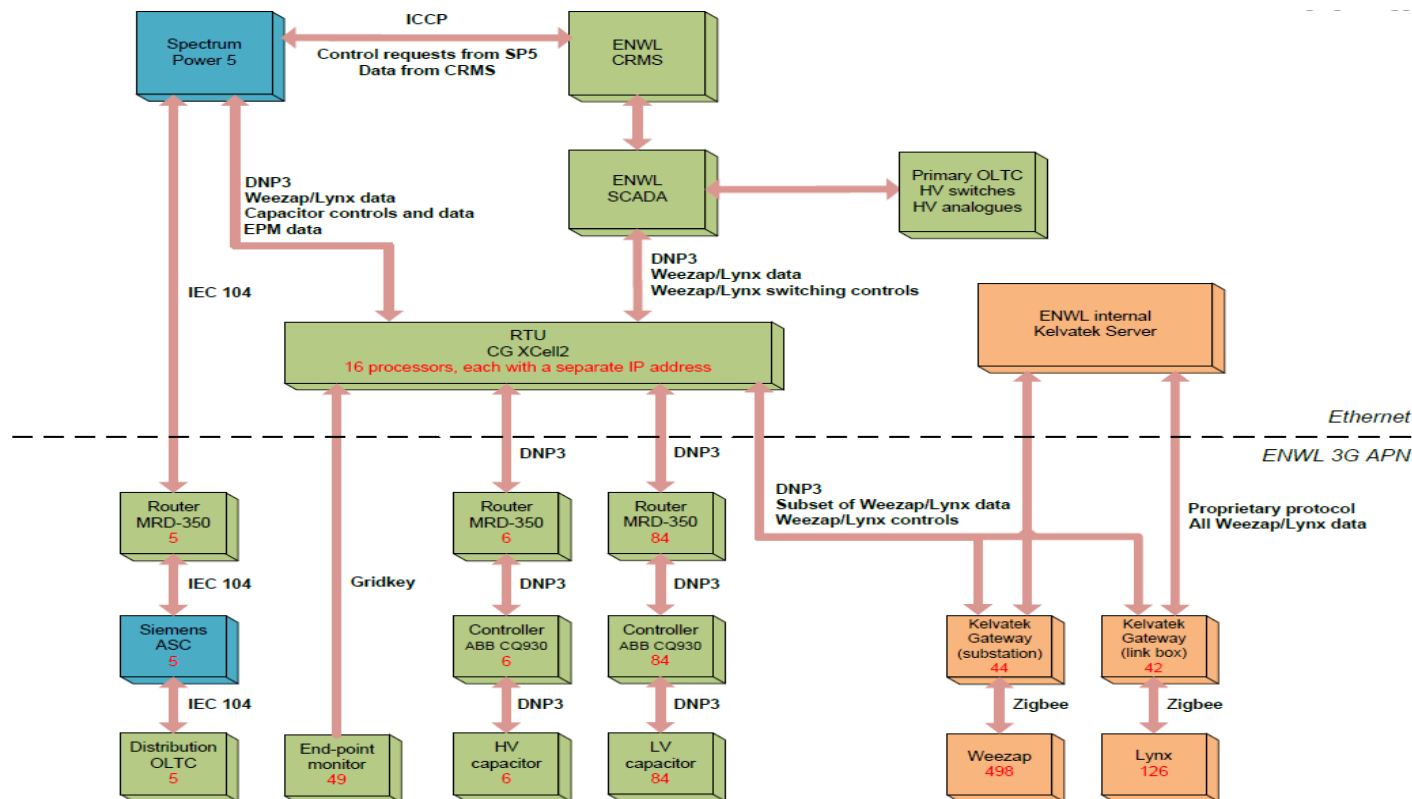 ICCP
Spectrum
Power 5
Control requests from SP5
Data from CRMS
ENWL
CRMS
DNP3
Weezap/Lynx data
Capacitor controls and data
EPM data
ENWL
SCADA
Primary OLTC
HV switches
HV analogues
IEC 104
DNP3
Weezap/Lynx data
Weezap/Lynx switching controls
RTU
CG XCell2
16 processors, each with a separate IP address
ENWL internal
Kelvatek Server
Ethernet
ENWL 3G APN
DNP3
DNP3
Router
MRD-350
5
Router
MRD-350
6
Router
MRD-350
84
DNP3
Subset of Weezap/Lynx data
Weezap/Lynx controls
Proprietary protocol
All Weezap/Lynx data
IEC 104
Gridkey
DNP3
DNP3
Siemens
ASC
5
Controller
ABB CQ930
6
Controller
ABB CQ930
84
Kelvatek
Gateway
(substation)
44
Kelvatek
Gateway
(link box)
42
IEC 104
DNP3
DNP3
Zigbee
Zigbee
Distribution
OLTC
5
End-point
monitor
49
HV
capacitor
6
LV
capacitor
84
Weezap
498
Lynx
126